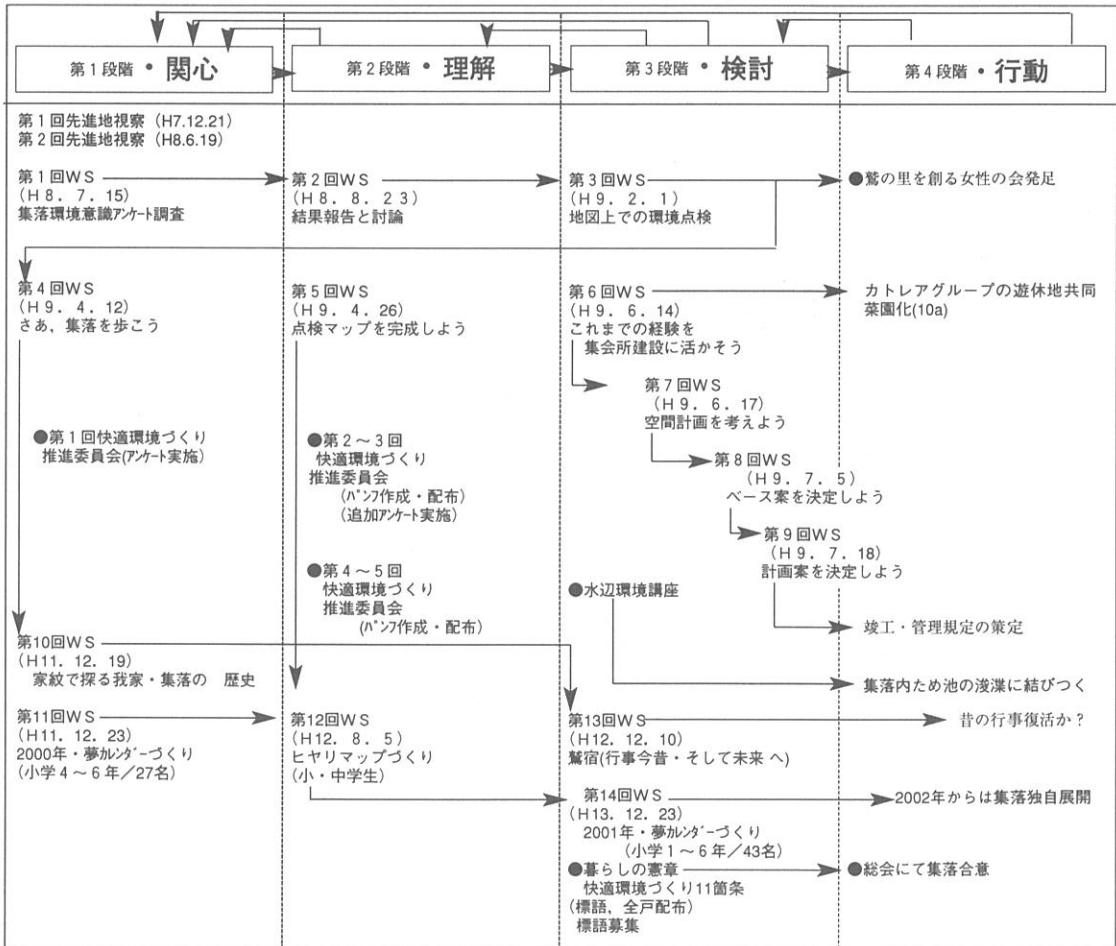 第1段階・関心
第2段階・理解
第3段階・検討
第4段階・行動
第1回先進地視察 (H7.12.21)
第2回先進地視察 (H8.6.19)
第1回WS
(H8. 7. 15)
集落環境意識ｱﾝｹｰﾄ調査
第2回WS
(H8. 8. 23)
結果報告と討論
第3回WS
(H9. 2. 1)
地図上での環境点検
●鷲の里を創る女性の会発足
第4回WS
(H9. 4. 12)
さあ，集落を歩こう
第5回WS
(H9. 4. 26)
点検マップを完成しよう
第6回WS
(H9. 6. 14)
これまでの経験を
集会所建設に活かそう
カトレアグループの遊休地共同
菜園化(10a)
第7回WS
(H9. 6. 17)
空間計画を考えよう
●第1回快適環境づくり
推進委員会(ｱﾝｹｰﾄ実施)
●第2～3回
快適環境づくり
推進委員会
(ﾊﾟﾝﾌ作成・配布)
(追加ｱﾝｹｰﾄ実施)
第8回WS
(H9. 7. 5)
ベース案を決定しよう
第9回WS
(H9. 7. 18)
計画案を決定しよう
●第4～5回
快適環境づくり
推進委員会
(ﾊﾟﾝﾌ作成・配布)
●水辺環境講座
竣工・管理規定の策定
第10回WS
(H11. 12. 19)
家紋で探る我家・集落の 歴史
集落内ため池の浚渫に結びつく
第11回WS
(H11. 12. 23)
2000年・夢ｶﾚﾝﾀﾞｰづくり
(小学4～6年／27名)
第12回WS
(H12. 8. 5)
ヒヤリマップづくり
(小・中学生)
第13回WS
(H12. 12. 10)
鷲宿(行事今昔・そして未来 へ)
昔の行事復活か？
第14回WS
(H13. 12. 23)
2001年・夢ｶﾚﾝﾀﾞｰづくり
(小学1～6年／43名)
2002年からは集落独自展開
●暮らしの憲章
快適環境づくり11箇条
(標語，全戸配布)
標語募集
●総会にて集落合意